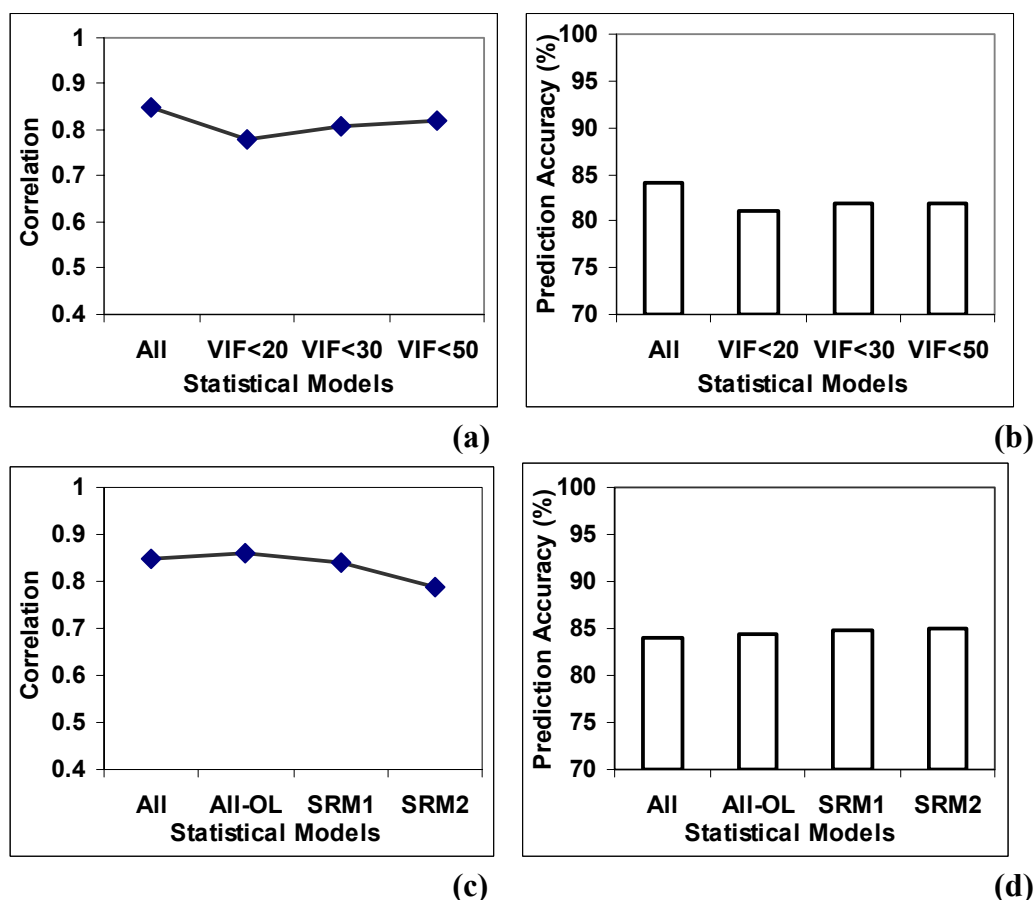 Correlation
1
0.9
0.8
0.7
0.6
0.5
0.4
All VIF<20 VIF<30 VIF<50
Statistical Models
(a)
Prediction Accuracy (%)
100
95
90
85
80
75
70
All VIF<20 VIF<30 VIF<50
Statistical Models
(b)
Correlation
1
0.9
0.8
0.7
0.6
0.5
0.4
All All-OL SRM1 SRM2
Statistical Models
(c)
Prediction Accuracy (%)
100
95
90
85
80
75
70
All All-OL SRM1 SRM2
Statistical Models
(d)